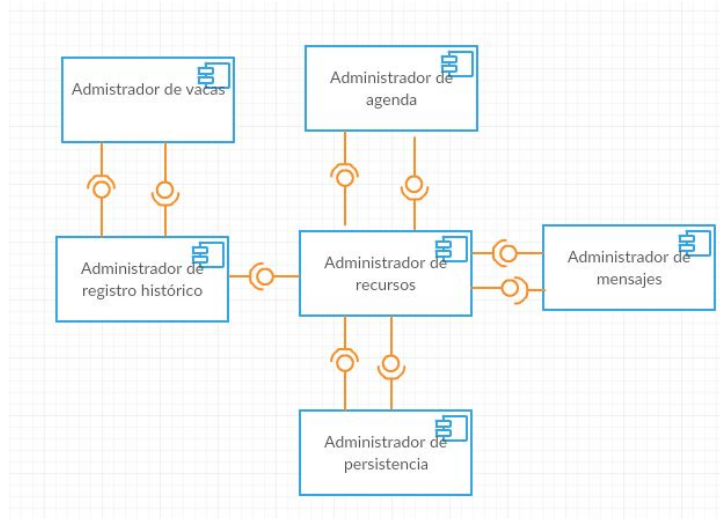 Admistrador de vacas
Administrador de
agenda
Administrador de
registro histórico
Administrador de
recursos
Administrador de
mensajes
Administrador de
persistencia